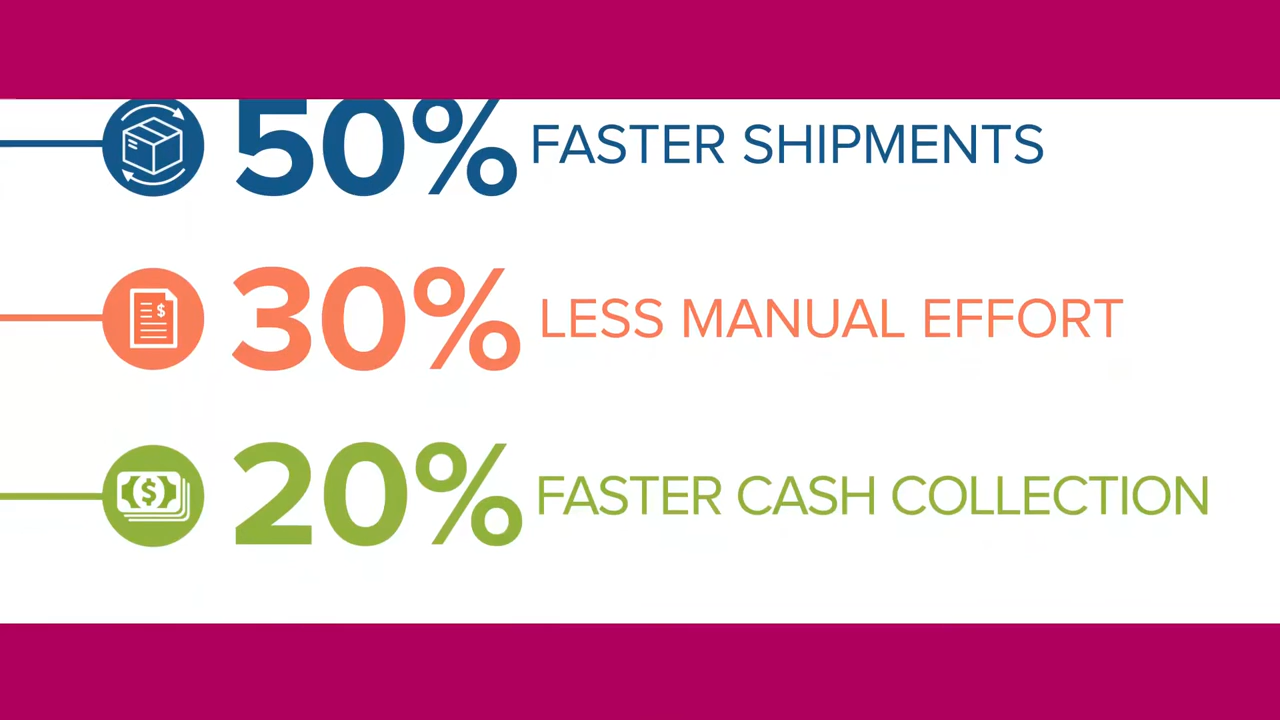 50% FASTER SHIPMENTS
$
30% LESS MANUAL EFFORT
$
20% FASTER CASH COLLECTION